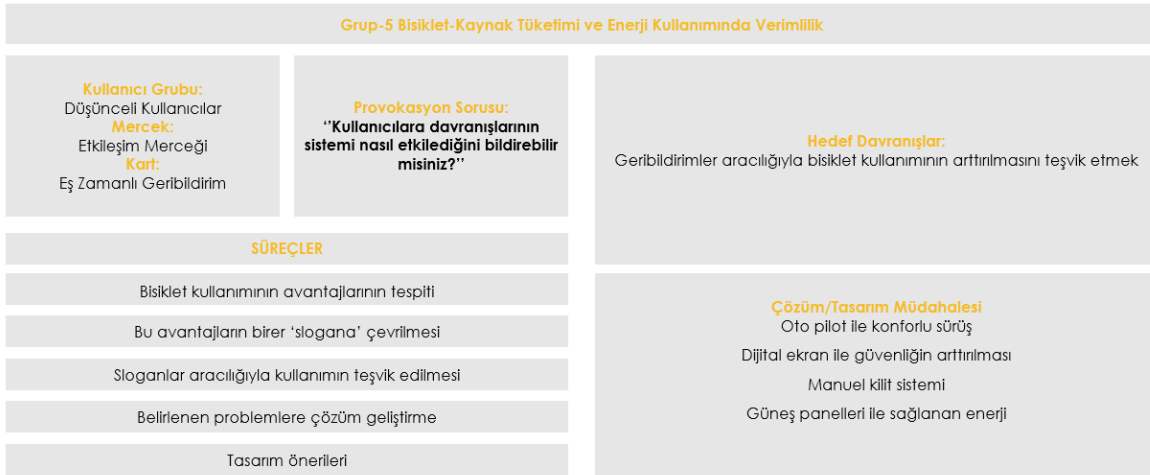 Grup-5 Bisiklet-Kaynak Tüketimi ve Enerji Kullanımında Verimlilik
Kullanıcı Grubu:
Düşünceli Kullanıcılar
Mercek:
Etkileşim Merceği
Kart:
Eş Zamanlı Geribildirim
Provokasyon Sorusu:
‘’Kullanıcılara davranışlarının
sistemi nasıl etkilediğini bildirebilir
misiniz?’’
Hedef Davranışlar:
Geribildirimler aracılığıyla bisiklet kullanımının arttırılmasını teşvik etmek
SÜREÇLER
Bisiklet kullanımının avantajlarının tespiti
Bu avantajların birer ‘slogana’ çevrilmesi
Sloganlar aracılığıyla kullanımın teşvik edilmesi
Belirlenen problemlere çözüm geliştirme
Tasarım önerileri
Çözüm/Tasarım Müdahalesi
Oto pilot ile konforlu sürüş
Dijital ekran ile güvenliğin arttırılması
Manuel kilit sistemi
Güneş panelleri ile sağlanan enerji